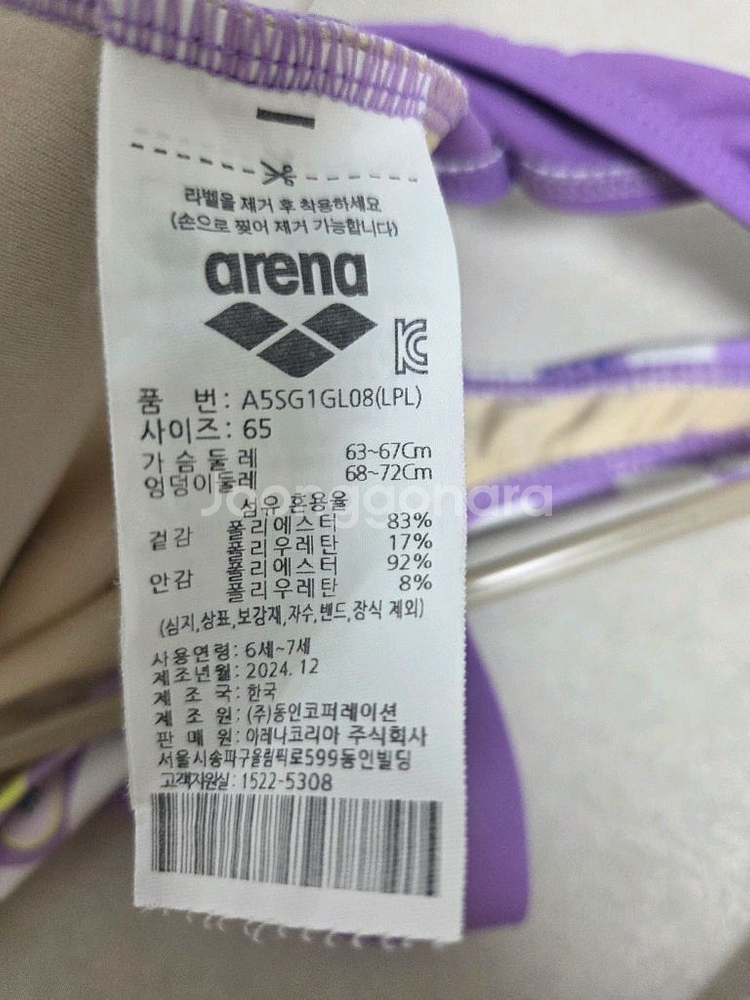 라벨을 제거 후 착용하세요
(손으로 찢어 제거 가능합니다)
arena
품 번: A5SG1GL08(LPL)
사이즈: 65
가슴둘레 63~67Cm
엉덩이둘레 68~72Cm
섬유혼용율
겉감 폴리에스터 83%
폴리우레탄 17%
안감 폴리에스터 92%
폴리우레탄 8%
(심지,상표,보강재,자수,밴드,장식 제외)
사용연령: 6세~7세
제조년월: 2024. 12
제 조 국: 한국
제 조 원: (주)동인코퍼레이션
판 매 원: 아레나코리아 주식회사
서울시송파구올림픽로599동인빌딩
고객지원실: 1522-5308
Joonggonara